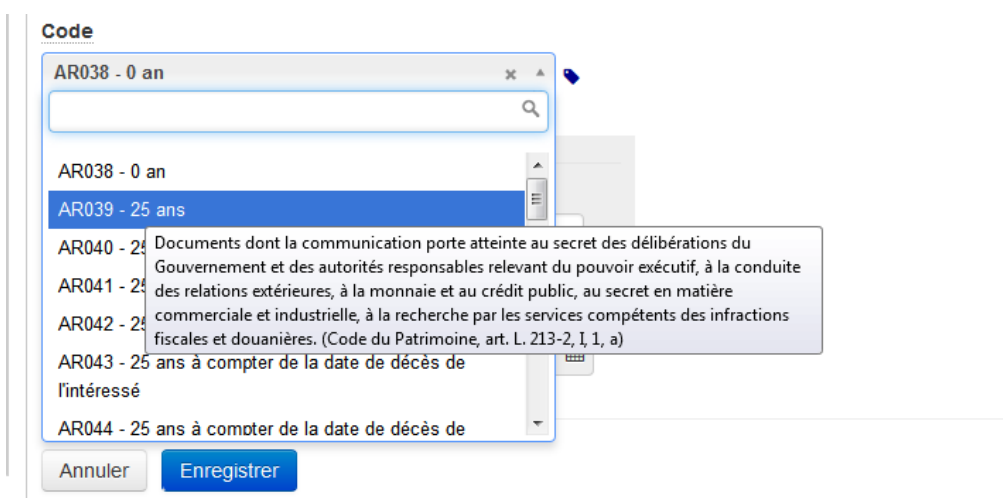 Code
AR038 - 0 an
AR038 - 0 an
AR039 - 25 ans
Documents dont la communication porte atteinte au secret des délibérations du
Gouvernement et des autorités responsables relevant du pouvoir exécutif, à la conduite
des relations extérieures, à la monnaie et au crédit public, au secret en matière
commerciale et industrielle, à la recherche par les services compétents des infractions
fiscales et douanières. (Code du Patrimoine, art. L. 213-2, I, 1, a)
AR040 - 25
AR041 - 25
AR042 - 25
AR043 - 25 ans à compter de la date de décès de
l'intéressé
AR044 - 25 ans à compter de la date de décès de
Annuler
Enregistrer